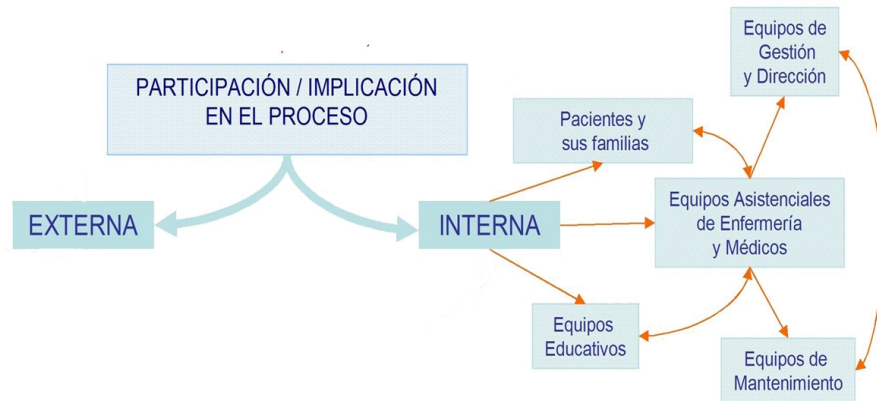 PARTICIPACIÓN / IMPLICACIÓN
EN EL PROCESO
EXTERNA
INTERNA
Pacientes y
sus familias
Equipos de
Gestión
y Dirección
Equipos Asistenciales
de Enfermería
y Médicos
Equipos
Educativos
Equipos de
Mantenimiento